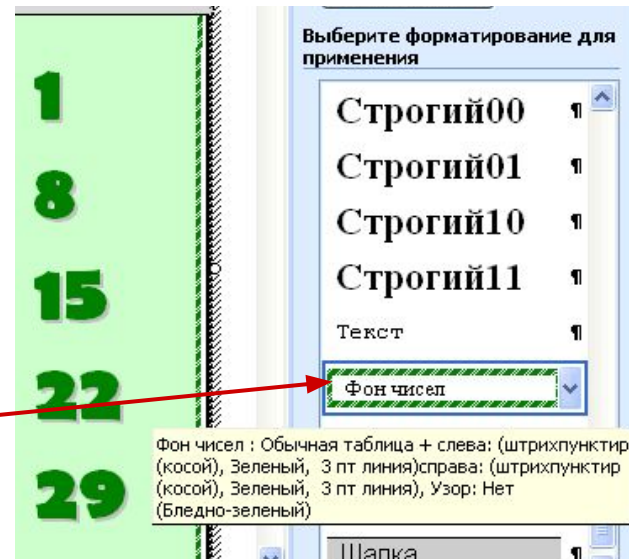 1
8
15
22
29
Выберите форматирование для
применения
Строгий00 ¶
Строгий01 ¶
Строгий10 ¶
Строгий11 ¶
Текст ¶
Фон чисел
Фон чисел : Обычная таблица + слева: (штрихпунктир
(косой), Зеленый, 3 пт линия)справа: (штрихпунктир
(косой), Зеленый, 3 пт линия), Узор: Нет
(Бледно-зеленый)
Шапка ¶